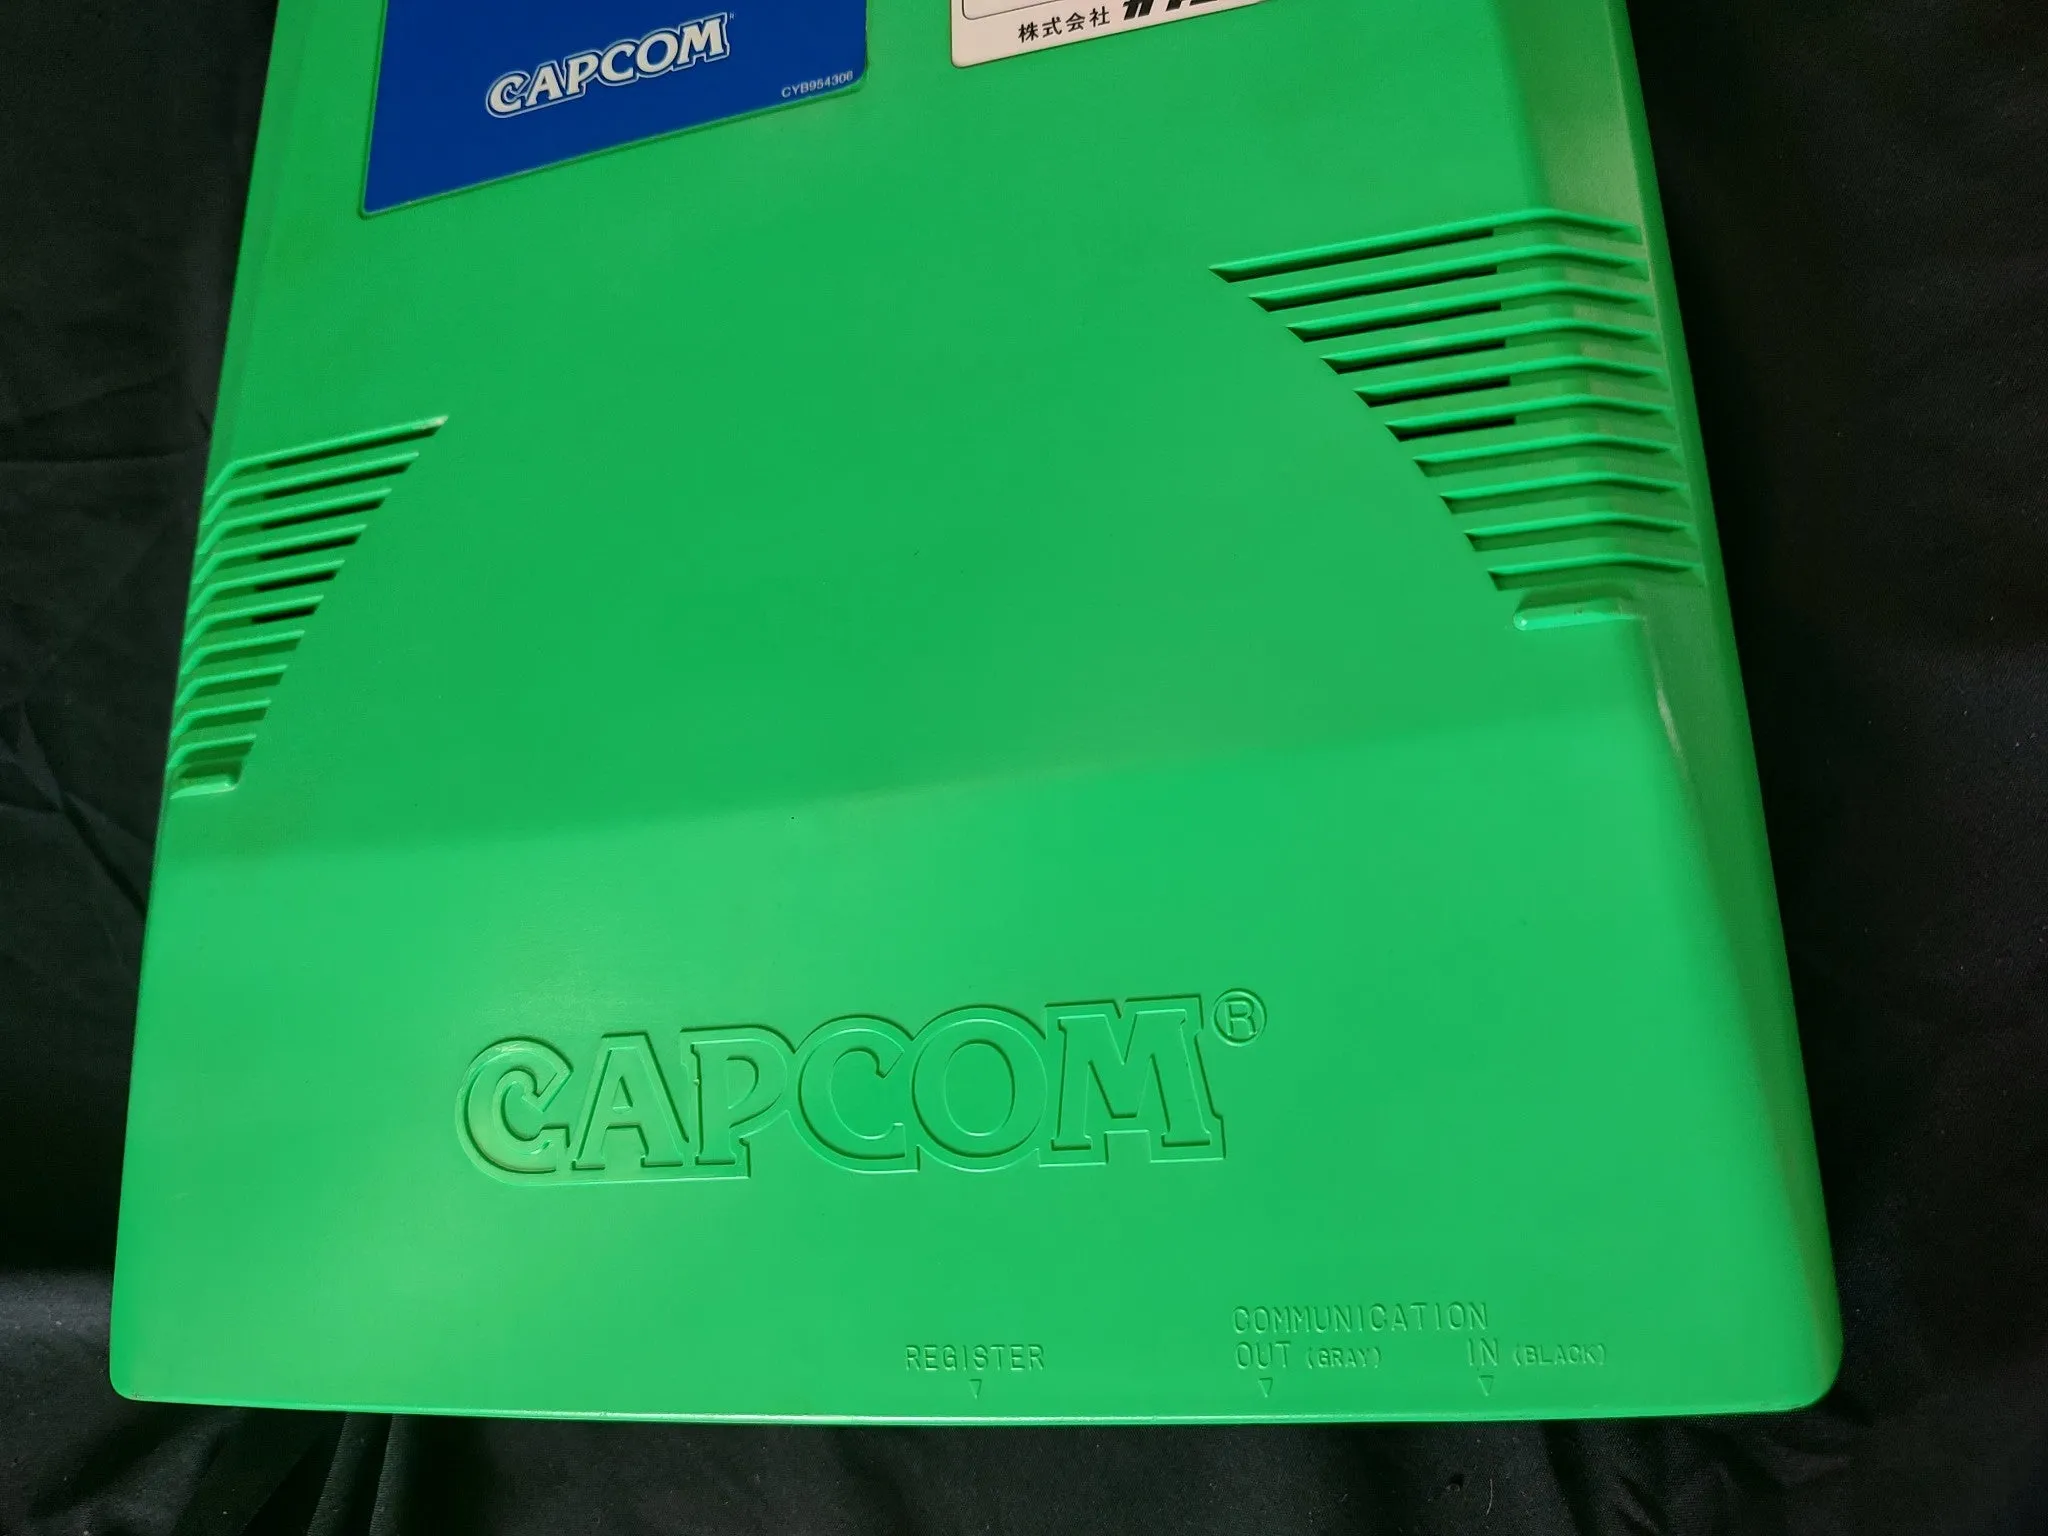 CAPCOM
CYB954306
株式会社
CAPCOM®
REGISTER
COMMUNICATION
OUT (GRAY) IN (BLACK)